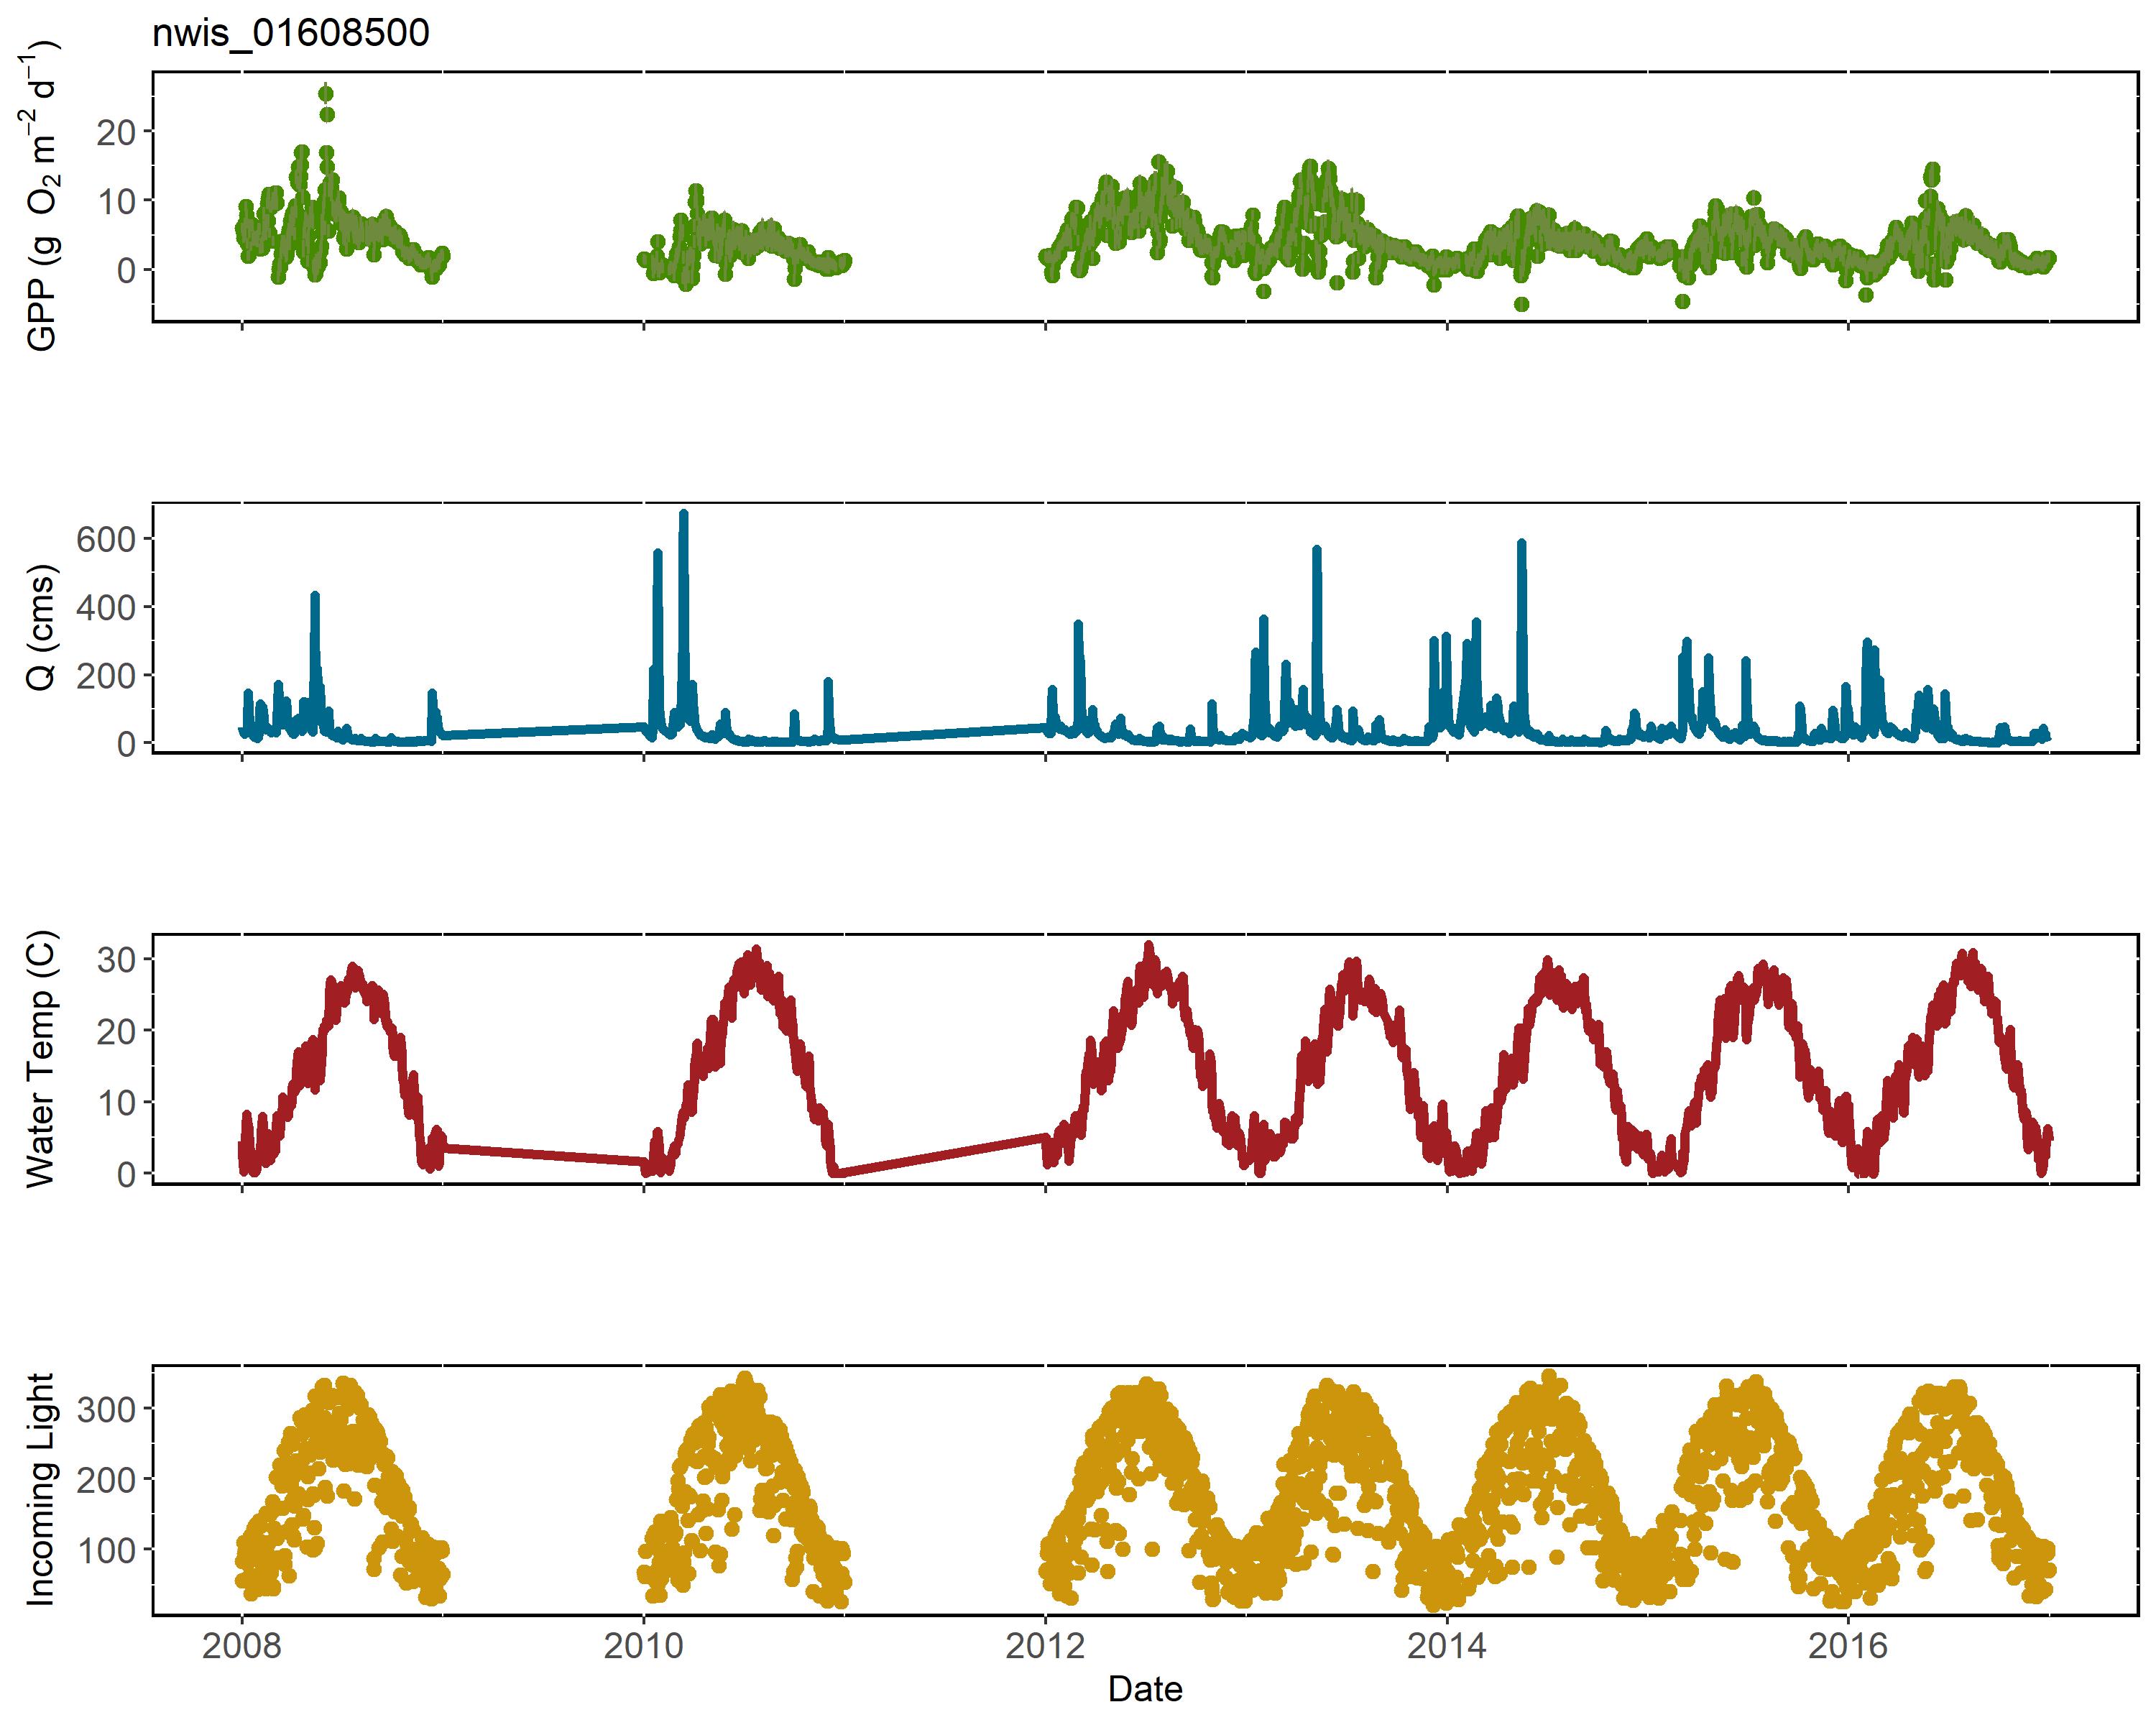 nwis_01608500
GPP (g O₂ m⁻² d⁻¹)
20
10
0
Q (cms)
600
400
200
0
Water Temp (C)
30
20
10
0
Incoming Light
300
200
100
2008 2010 2012 2014 2016
Date